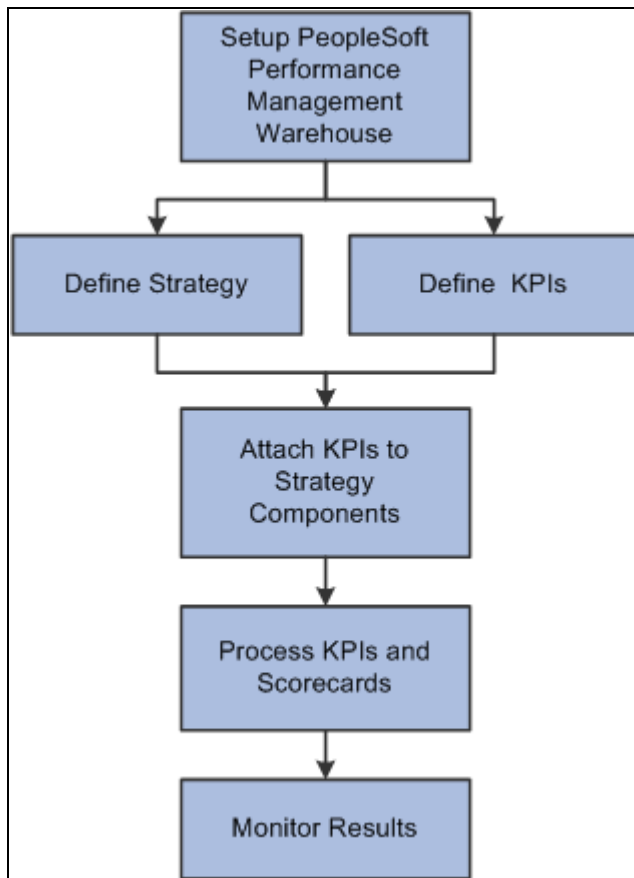 Setup PeopleSoft
Performance
Management
Warehouse
Define Strategy
Define KPIs
Attach KPIs to
Strategy
Components
Process KPIs and
Scorecards
Monitor Results